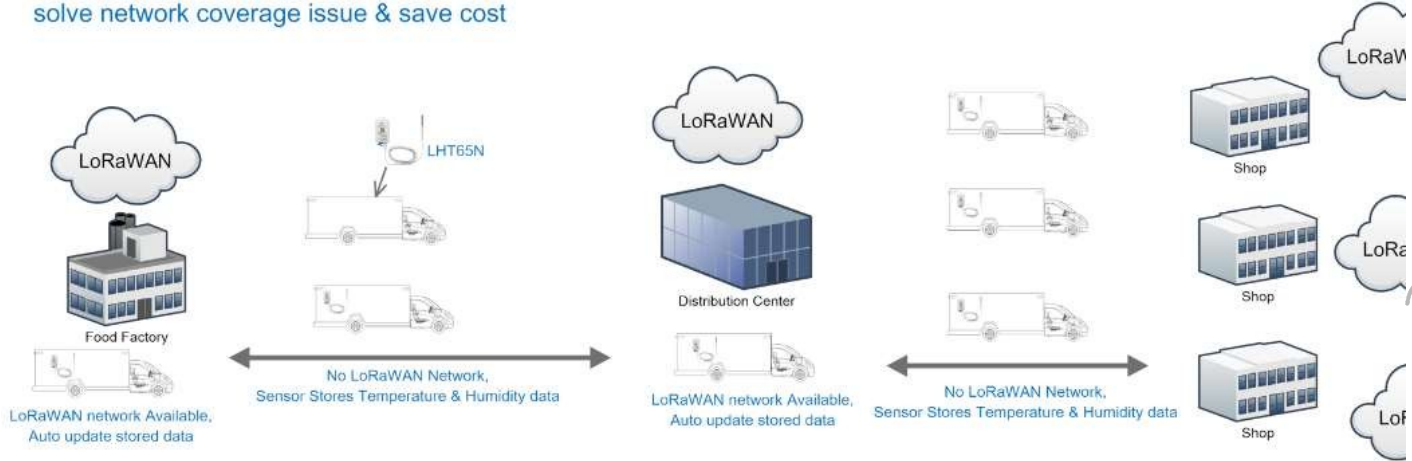 solve network coverage issue & save cost
LoRaWAN
LHT65N
Food Factory
LoRaWAN network Available,
Auto update stored data
No LoRaWAN Network,
Sensor Stores Temperature & Humidity data
LoRaWAN
Distribution Center
LoRaWAN network Available,
Auto update stored data
No LoRaWAN Network,
Sensor Stores Temperature & Humidity data
Shop
Shop
Shop